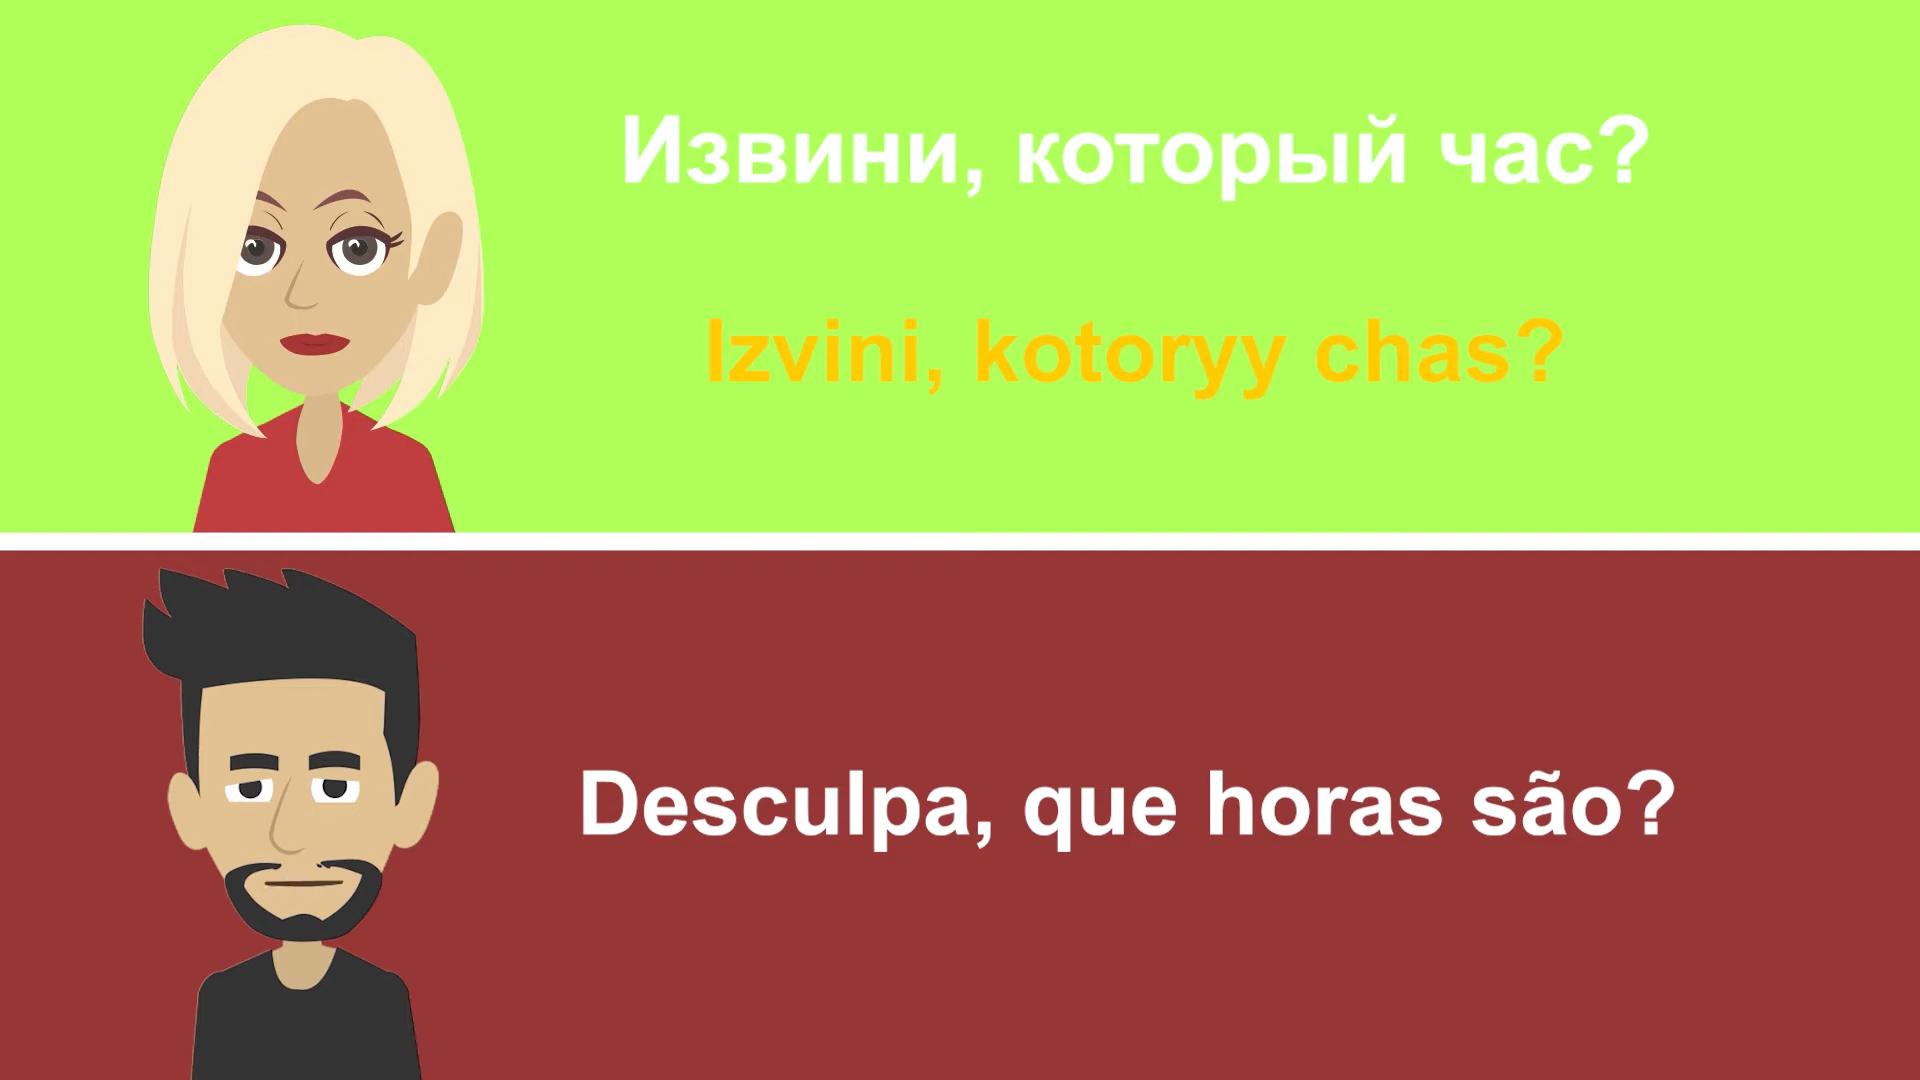 Извини, который час?
Izvini, kotoryy chas?
Desculpa, que horas são?